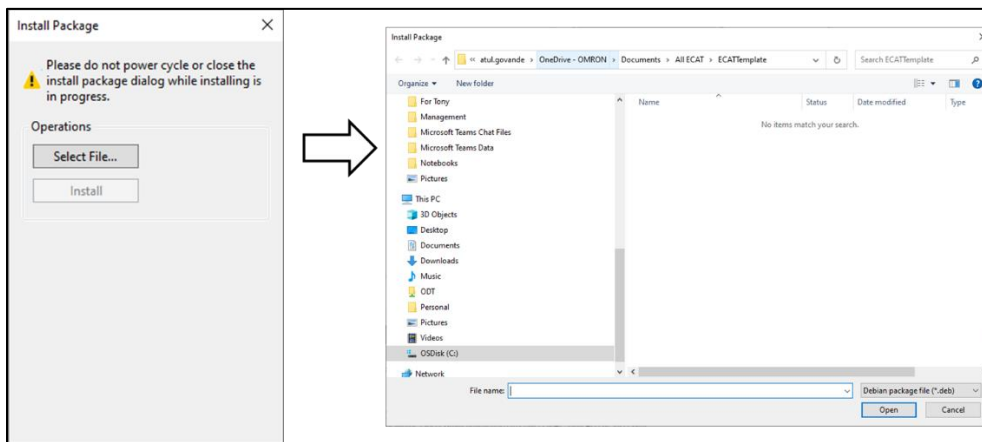 Install Package
Please do not power cycle or close the
install package dialog while installing is
in progress.
Operations
Select File...
Install
Install Package
« atul.govande > OneDrive - OMRON > Documents > All ECAT > ECATTemplate
Search ECATTemplate
Organize
New folder
For Tony
Management
Microsoft Teams Chat Files
Microsoft Teams Data
Notebooks
Pictures
This PC
3D Objects
Desktop
Documents
Downloads
Music
ODT
Personal
Pictures
Videos
OSDisk (C:)
Network
Name Status Date modified Type
No items match your search.
File name:
Debian package file (*.deb)
Open Cancel